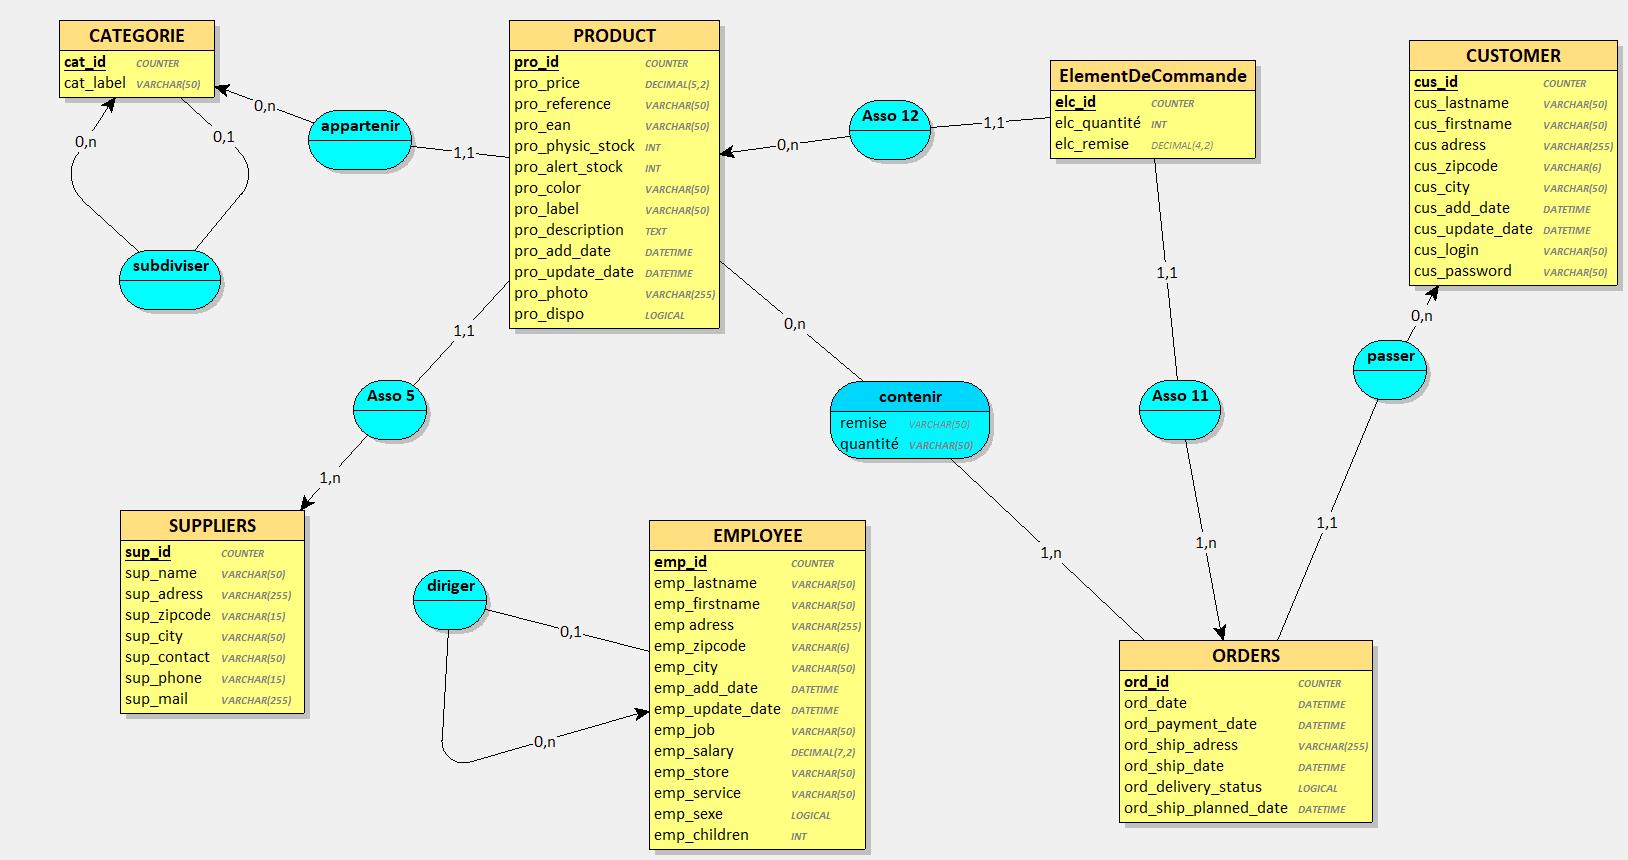 CATEGORIE
cat_id COUNTER
cat_label VARCHAR(50)
0,n
0,1
subdiviser
0,n
appartenir
1,1
PRODUCT
pro_id COUNTER
pro_price DECIMAL(5,2)
pro_reference VARCHAR(50)
pro_ean VARCHAR(50)
pro_physic_stock INT
pro_alert_stock INT
pro_color VARCHAR(50)
pro_label VARCHAR(50)
pro_description TEXT
pro_add_date DATETIME
pro_update_date DATETIME
pro_photo VARCHAR(255)
pro_dispo LOGICAL
0,n
Asso 12
1,1
ElementDeCommande
elc_id COUNTER
elc_quantité INT
elc_remise DECIMAL(4,2)
CUSTOMER
cus_id COUNTER
cus_lastname VARCHAR(50)
cus_firstname VARCHAR(50)
cus adress VARCHAR(255)
cus_zipcode VARCHAR(6)
cus_city VARCHAR(50)
cus_add_date DATETIME
cus_update_date DATETIME
cus_login VARCHAR(50)
cus_password VARCHAR(50)
1,1
Asso 5
1,n
0,n
contenir
remise VARCHAR(50)
quantité VARCHAR(50)
1,n
1,1
Asso 11
1,n
0,n
passer
1,1
SUPPLIERS
sup_id COUNTER
sup_name VARCHAR(50)
sup_adress VARCHAR(255)
sup_zipcode VARCHAR(15)
sup_city VARCHAR(50)
sup_contact VARCHAR(50)
sup_phone VARCHAR(15)
sup_mail VARCHAR(255)
diriger
0,1
0,n
EMPLOYEE
emp_id COUNTER
emp_lastname VARCHAR(50)
emp_firstname VARCHAR(50)
emp adress VARCHAR(255)
emp_zipcode VARCHAR(6)
emp_city VARCHAR(50)
emp_add_date DATETIME
emp_update_date DATETIME
emp_job VARCHAR(50)
emp_salary DECIMAL(7,2)
emp_store VARCHAR(50)
emp_service VARCHAR(50)
emp_sexe LOGICAL
emp_children INT
ORDERS
ord_id COUNTER
ord_date DATETIME
ord_payment_date DATETIME
ord_ship_adress VARCHAR(255)
ord_ship_date DATETIME
ord_delivery_status LOGICAL
ord_ship_planned_date DATETIME